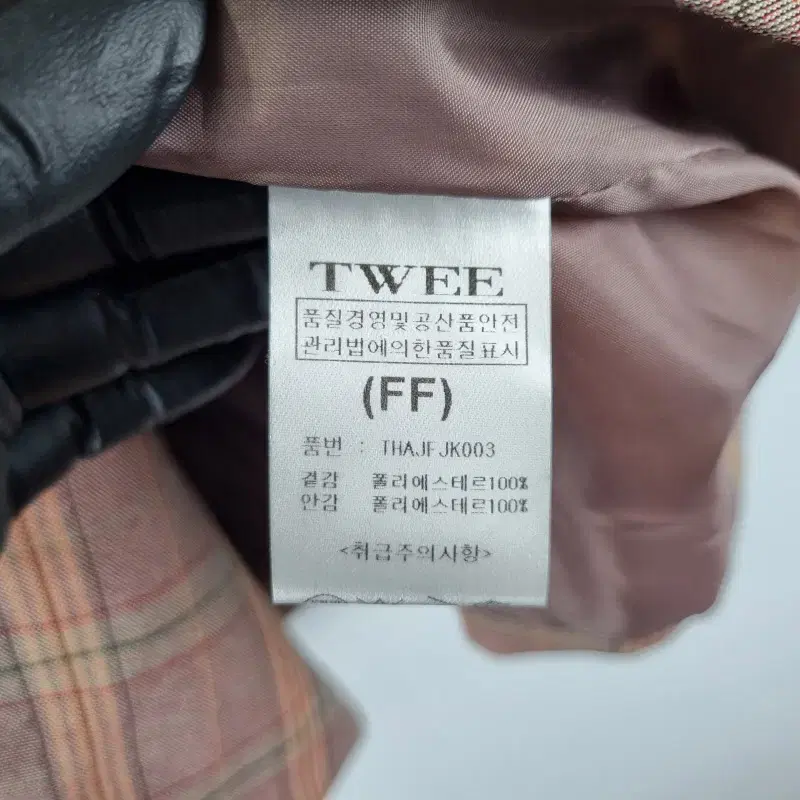 TWEE
품질경영및공산품안전
관리법에의한품질표시
(FF)
품번 : THAJFJK003
겉감 폴리에스테르100%
안감 폴리에스테르100%
<취급주의사항>